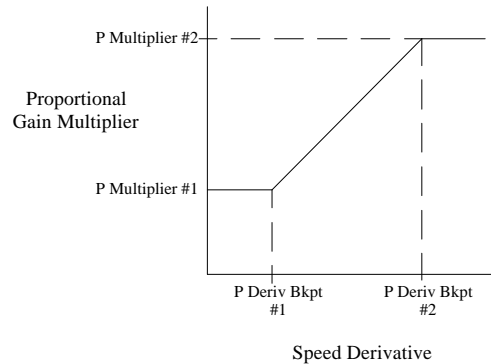 P Multiplier #2
Proportional
Gain Multiplier
P Multiplier #1
P Deriv Bkpt
#1
P Deriv Bkpt
#2
Speed Derivative